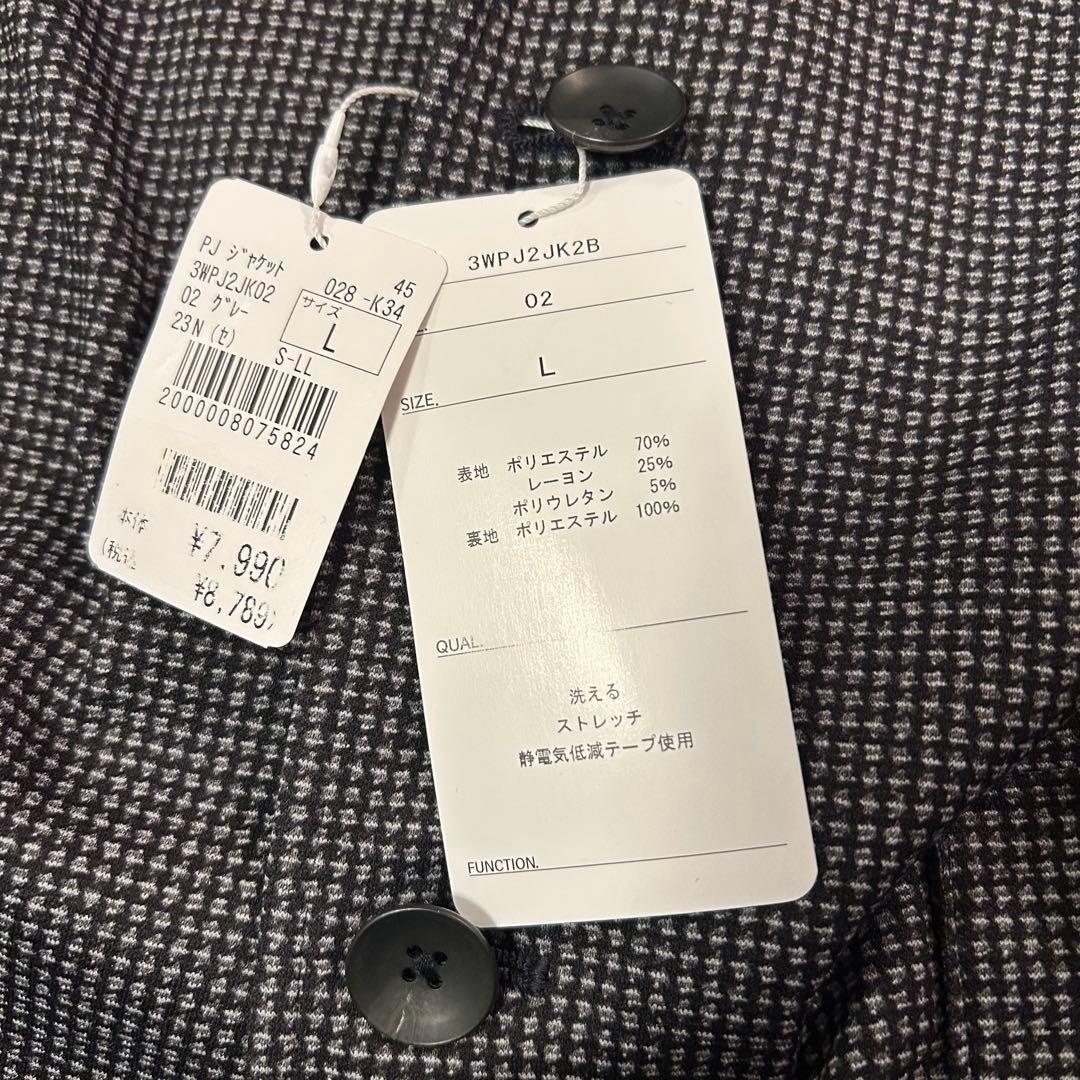 PJ ジャケット 45
3WPJ2JK02 028 -K34
02 グレー サイズ
23N (セ) L
S-LL
2000008075824
本体 ¥7,990
(税込 ¥8,789)
3WPJ2JK2B
02
L
SIZE.
表地 ポリエステル 70%
レーヨン 25%
ポリウレタン 5%
裏地 ポリエステル 100%
QUAL.
洗える
ストレッチ
静電気低減テープ使用
FUNCTION.